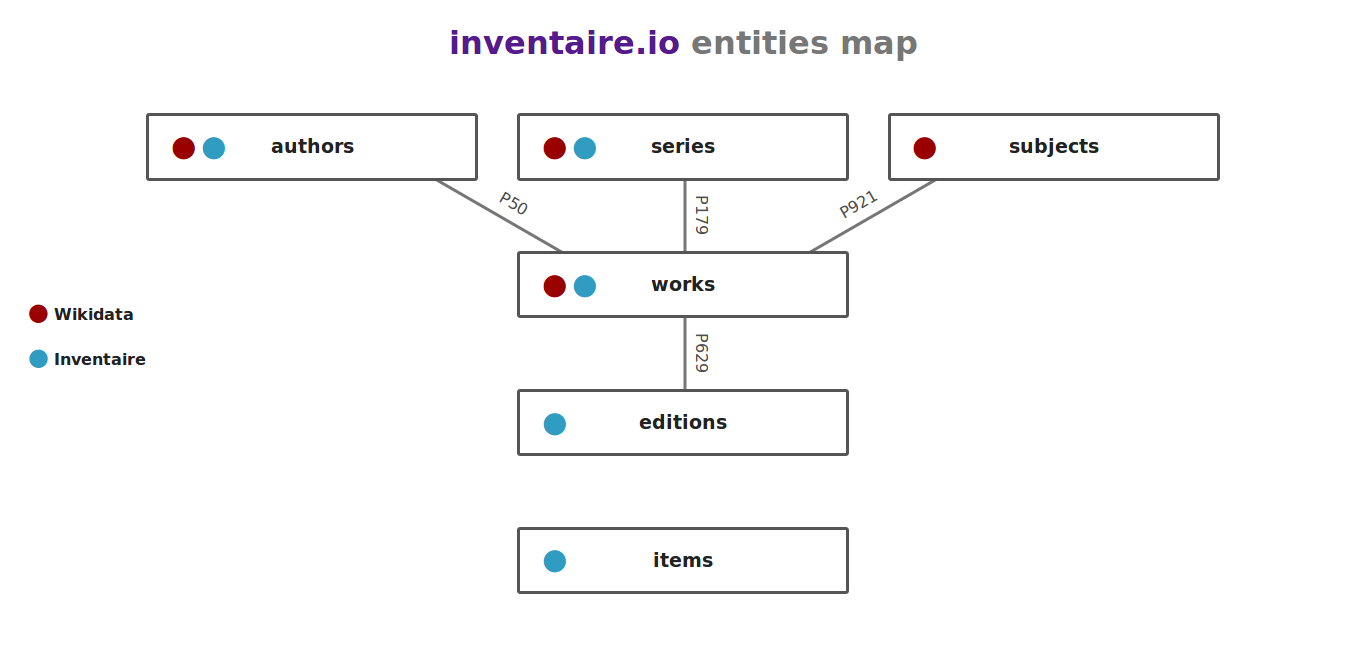 inventaire.io entities map
authors
series
subjects
P50
P179
P921
works
Wikidata
Inventaire
P629
editions
items